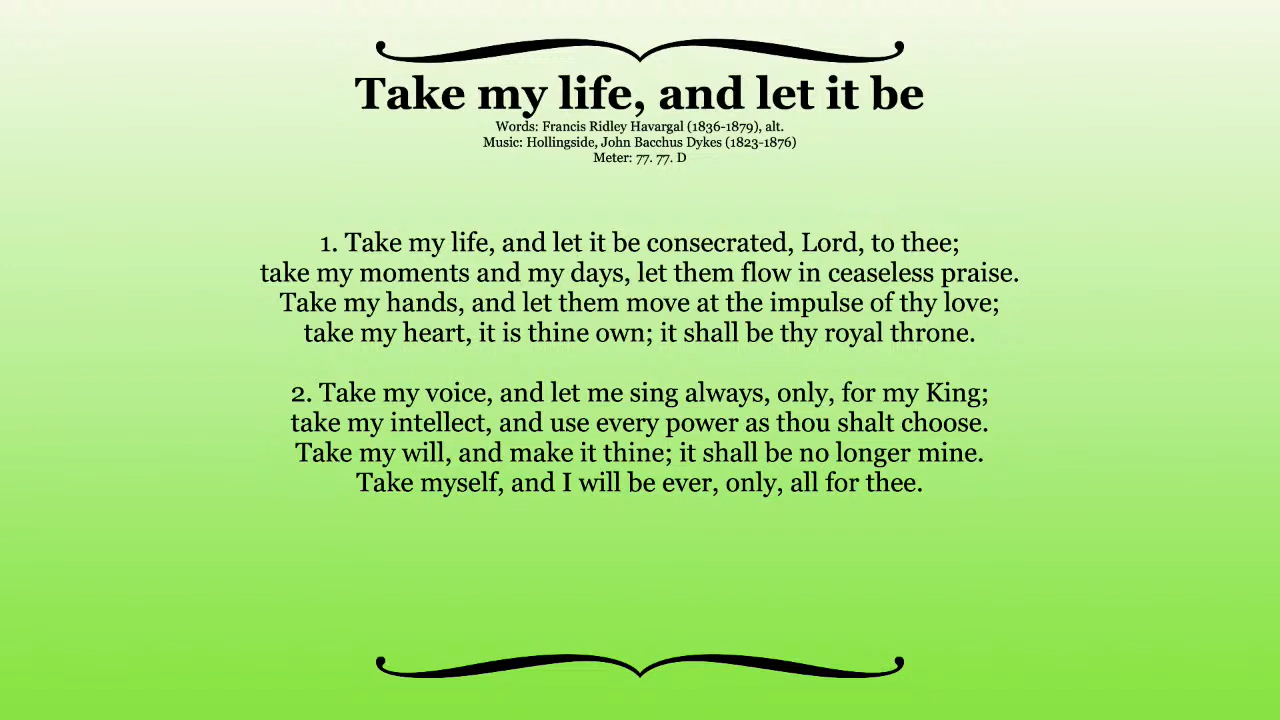 Take my life, and let it be
Words: Francis Ridley Havargal (1836-1879), alt.
Music: Hollingside, John Bacchus Dykes (1823-1876)
Meter: 77. 77. D
1. Take my life, and let it be consecrated, Lord, to thee;
take my moments and my days, let them flow in ceaseless praise.
Take my hands, and let them move at the impulse of thy love;
take my heart, it is thine own; it shall be thy royal throne.
2. Take my voice, and let me sing always, only, for my King;
take my intellect, and use every power as thou shalt choose.
Take my will, and make it thine; it shall be no longer mine.
Take myself, and I will be ever, only, all for thee.